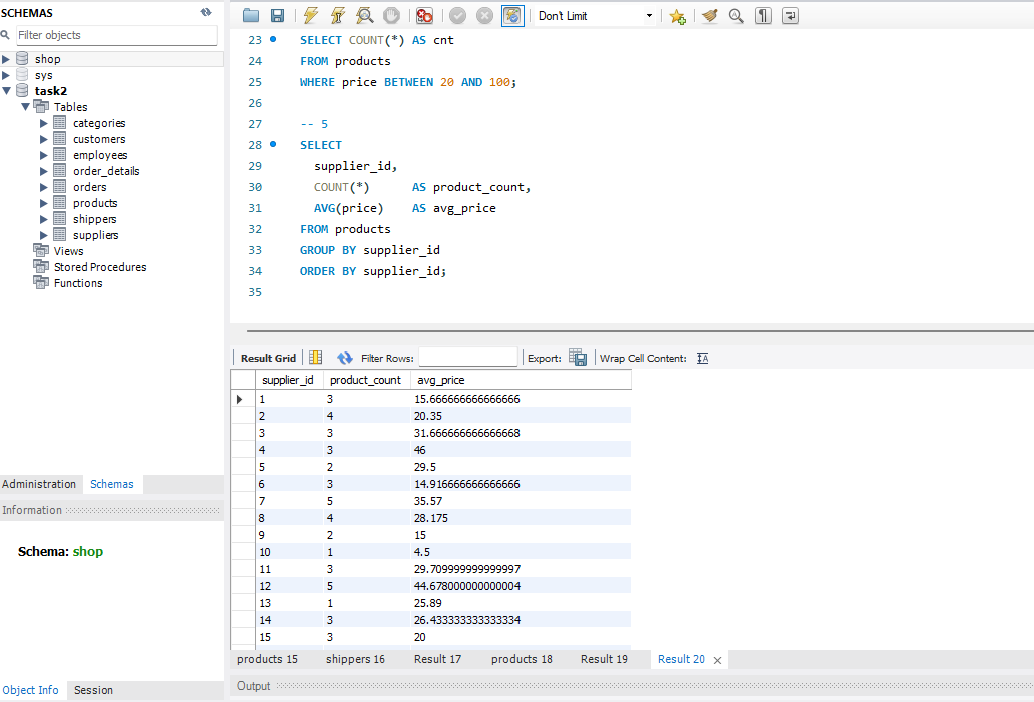 SCHEMAS
Filter objects
shop
sys
task2
Tables
categories
customers
employees
order_details
orders
products
shippers
suppliers
Views
Stored Procedures
Functions
Administration Schemas
Information
Schema: shop
Object Info Session
Don't Limit
23 SELECT COUNT(*) AS cnt
24 FROM products
25 WHERE price BETWEEN 20 AND 100;
26
27 -- 5
28 SELECT
29 supplier_id,
30 COUNT(*) AS product_count,
31 AVG(price) AS avg_price
32 FROM products
33 GROUP BY supplier_id
34 ORDER BY supplier_id;
35
Result Grid Filter Rows: Export: Wrap Cell Content:
supplier_id product_count avg_price
1 3 15.666666666666666
2 4 20.35
3 3 31.666666666666668
4 3 46
5 2 29.5
6 3 14.916666666666666
7 5 35.57
8 4 28.175
9 2 15
10 1 4.5
11 3 29.709999999999997
12 5 44.678000000000004
13 1 25.89
14 3 26.433333333333334
15 3 20
products 15 shippers 16 Result 17 products 18 Result 19 Result 20
Output